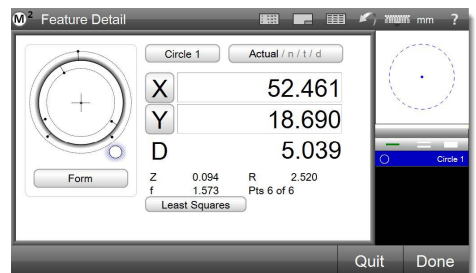 M² Feature Detail mm ?
Circle 1 Actual / n / t / d
X 52.461
Y 18.690
D 5.039
Z 0.094 R 2.520
f 1.573 Pts 6 of 6
Form
Least Squares
Circle 1
Quit Done